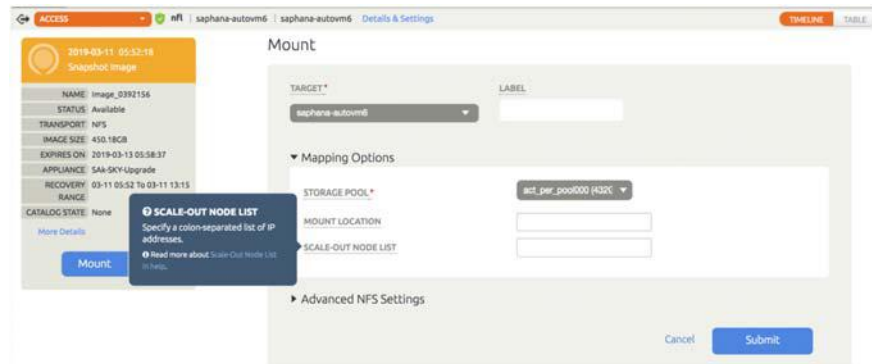 ACCESS
nfl | saphana-autovm6 | saphana-autovm6 Details & Settings
TIMELINE TABLE
2019-03-11 05:52:18
Snapshot Image
NAME Image_0392156
STATUS Available
TRANSPORT NFS
IMAGE SIZE 450.18GB
EXPIRES ON 2019-03-13 05:58:37
APPLIANCE SAk-SKY-Upgrade
RECOVERY RANGE 03-11 05:52 To 03-11 13:15
CATALOG STATE None
More Details
Mount
SCALE-OUT NODE LIST
Specify a colon-separated list of IP
addresses.
Read more about Scale-Out Node List
in help.
Mount
TARGET*
saphana-autovm6
LABEL
Mapping Options
STORAGE POOL*
act_per_pool000 (432(
MOUNT LOCATION
SCALE-OUT NODE LIST
Advanced NFS Settings
Cancel
Submit